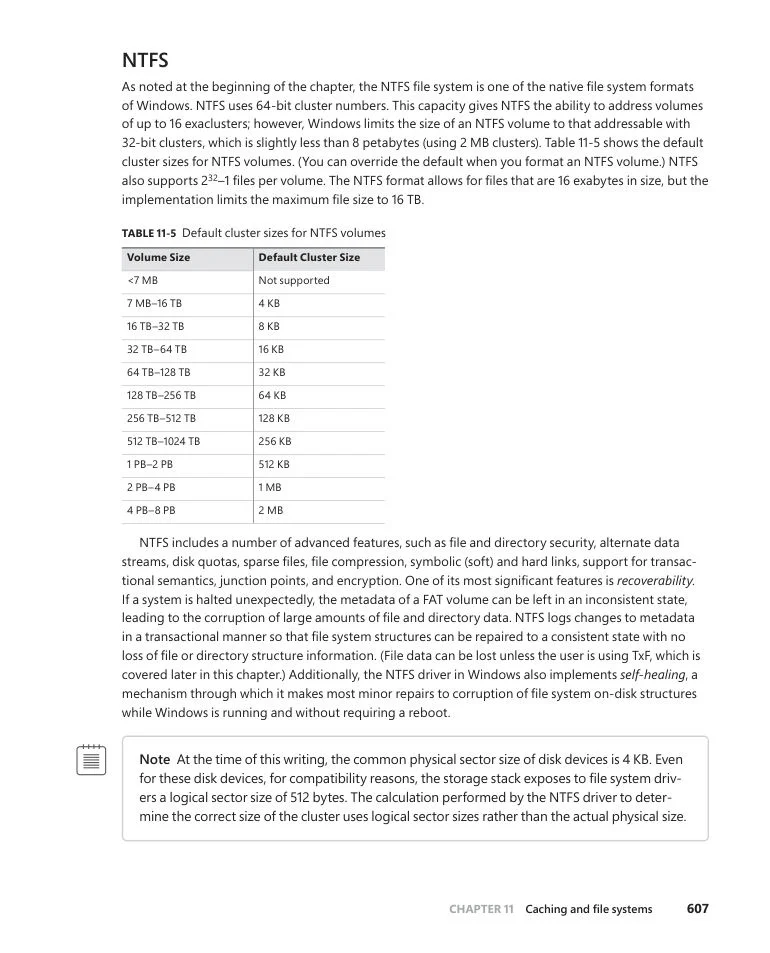 NTFS
As noted at the beginning of the chapter, the NTFS file system is one of the native file system formats
of Windows. NTFS uses 64-bit cluster numbers. This capacity gives NTFS the ability to address volumes
of up to 16 exaclusters; however, Windows limits the size of an NTFS volume to that addressable with
32-bit clusters, which is slightly less than 8 petabytes (using 2 MB clusters). Table 11-5 shows the default
cluster sizes for NTFS volumes. (You can override the default when you format an NTFS volume.) NTFS
also supports 2³²–1 files per volume. The NTFS format allows for files that are 16 exabytes in size, but the
implementation limits the maximum file size to 16 TB.
TABLE 11-5 Default cluster sizes for NTFS volumes
Volume Size Default Cluster Size
<7 MB Not supported
7 MB–16 TB 4 KB
16 TB–32 TB 8 KB
32 TB–64 TB 16 KB
64 TB–128 TB 32 KB
128 TB–256 TB 64 KB
256 TB–512 TB 128 KB
512 TB–1024 TB 256 KB
1 PB–2 PB 512 KB
2 PB–4 PB 1 MB
4 PB–8 PB 2 MB
NTFS includes a number of advanced features, such as file and directory security, alternate data
streams, disk quotas, sparse files, file compression, symbolic (soft) and hard links, support for transac-
tional semantics, junction points, and encryption. One of its most significant features is recoverability.
If a system is halted unexpectedly, the metadata of a FAT volume can be left in an inconsistent state,
leading to the corruption of large amounts of file and directory data. NTFS logs changes to metadata
in a transactional manner so that file system structures can be repaired to a consistent state with no
loss of file or directory structure information. (File data can be lost unless the user is using TxF, which is
covered later in this chapter.) Additionally, the NTFS driver in Windows also implements self-healing, a
mechanism through which it makes most minor repairs to corruption of file system on-disk structures
while Windows is running and without requiring a reboot.
Note At the time of this writing, the common physical sector size of disk devices is 4 KB. Even
for these disk devices, for compatibility reasons, the storage stack exposes to file system driv-
ers a logical sector size of 512 bytes. The calculation performed by the NTFS driver to deter-
mine the correct size of the cluster uses logical sector sizes rather than the actual physical size.
CHAPTER 11 Caching and file systems 607